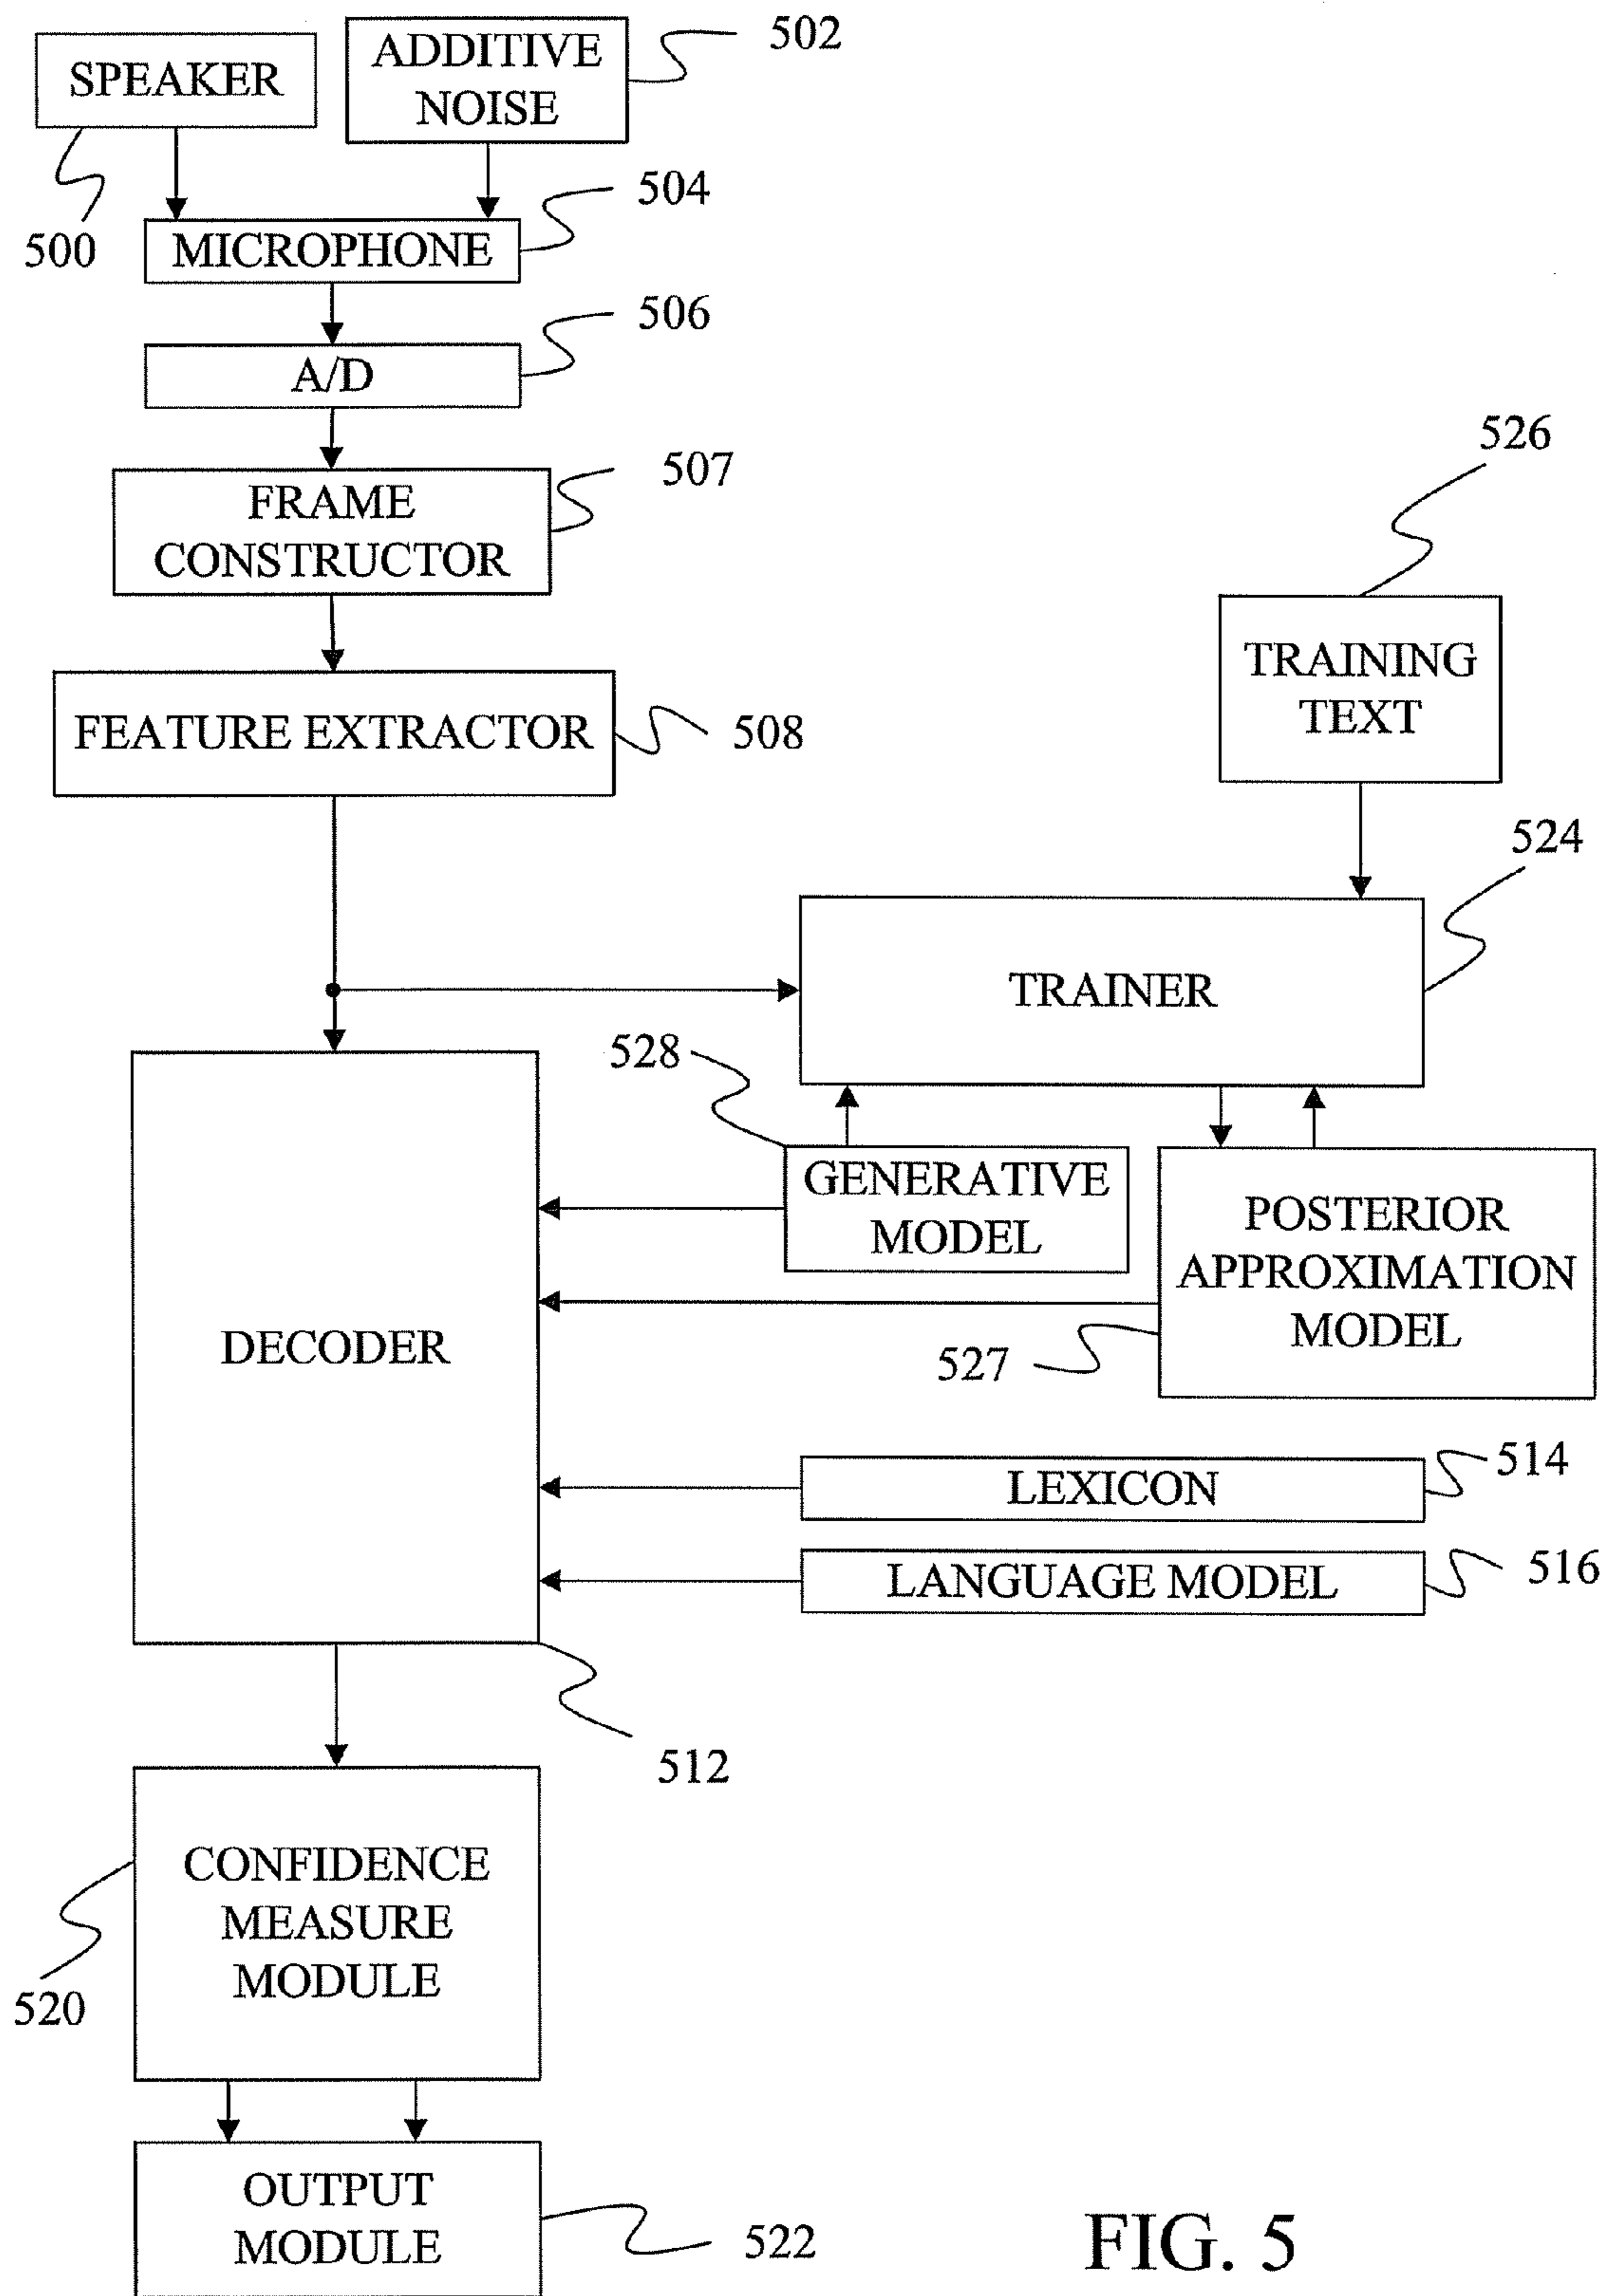 SPEAKER
ADDITIVE
NOISE
502
500
504
MICROPHONE
506
A/D
507
FRAME
CONSTRUCTOR
526
TRAINING
TEXT
FEATURE EXTRACTOR
508
524
TRAINER
528
GENERATIVE
MODEL
POSTERIOR
APPROXIMATION
MODEL
527
DECODER
514
LEXICON
516
LANGUAGE MODEL
512
CONFIDENCE
MEASURE
MODULE
520
OUTPUT
MODULE
522
FIG. 5